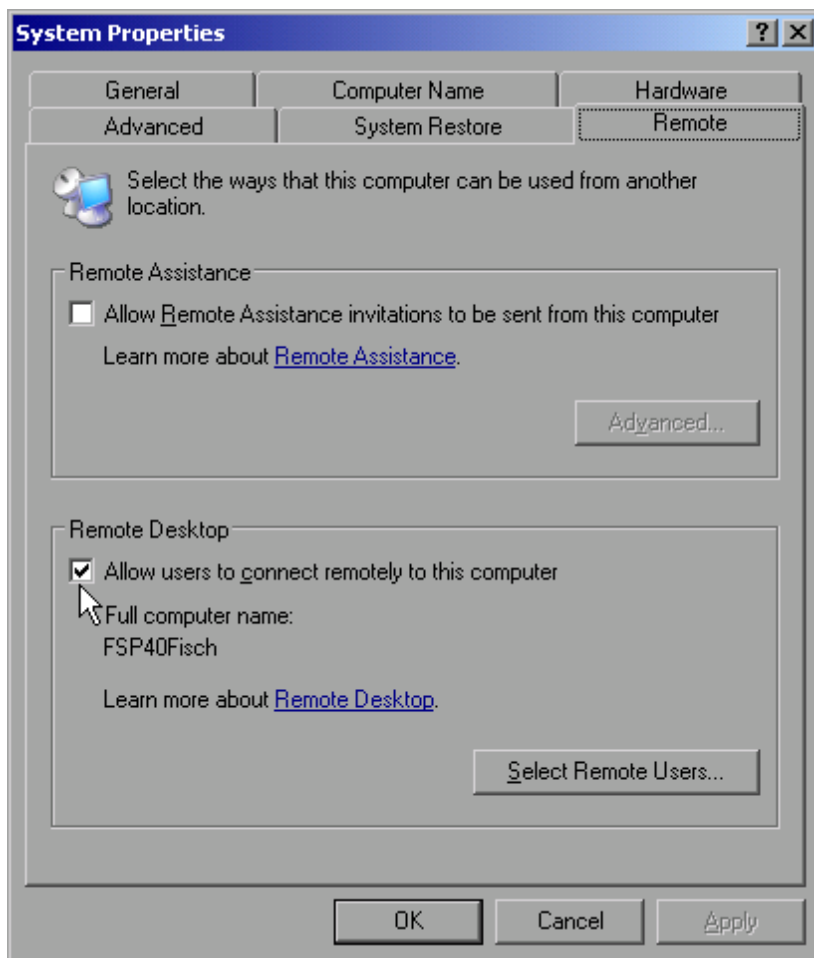 System Properties
General Computer Name Hardware
Advanced System Restore Remote
Select the ways that this computer can be used from another
location.
Remote Assistance
Allow Remote Assistance invitations to be sent from this computer
Learn more about Remote Assistance.
Advanced...
Remote Desktop
Allow users to connect remotely to this computer
Full computer name:
FSP40Fisch
Learn more about Remote Desktop.
Select Remote Users...
OK Cancel Apply